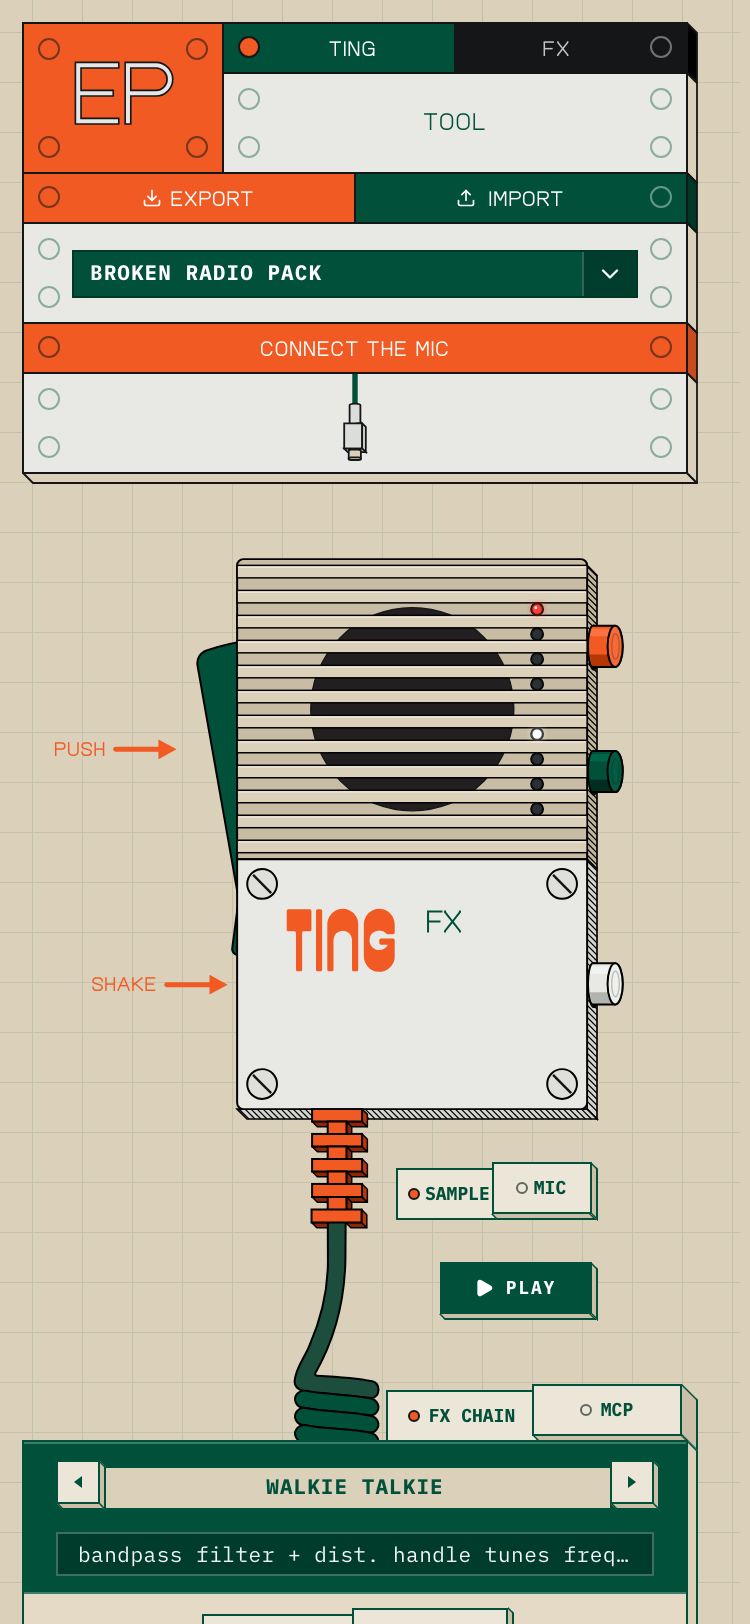 EP
TING
FX
TOOL
EXPORT
IMPORT
BROKEN RADIO PACK
CONNECT THE MIC
PUSH
TING
FX
SHAKE
SAMPLE
MIC
PLAY
FX CHAIN
MCP
WALKIE TALKIE
bandpass filter + dist. handle tunes freq…